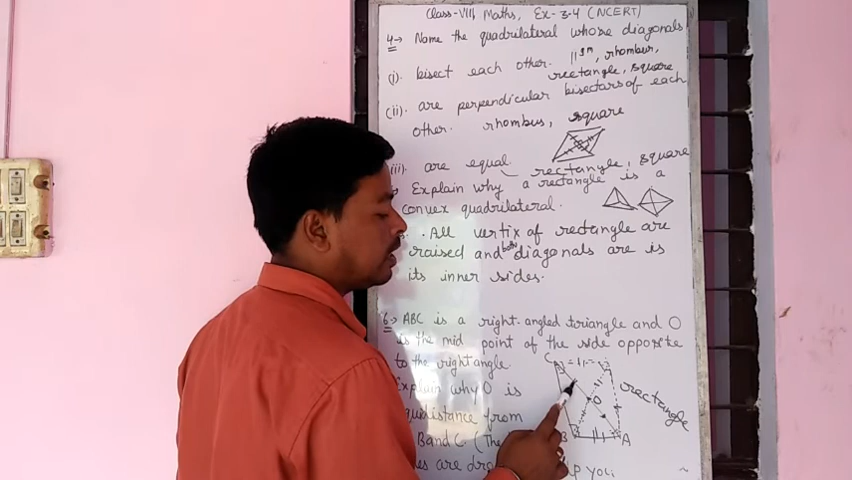 Class-VIII, Maths, Ex-3.4 (NCERT)
4→ Name the quadrilateral whose diagonals
(i). bisect each other. ||gm, rhombus,
rectangle, square
(ii). are perpendicular bisectors of each
other. rhombus, square
(iii). are equal. rectangle, square
Explain why a rectangle is a
convex quadrilateral.
All vertix of rectangle are
raised and both diagonals are is
its inner sides.
6→ ABC is a right-angled triangle and O
is the mid point of the side opposite
to the right angle.
Explain why O is
equdistance from
B and C. (The
C
O
rectangle
B
A